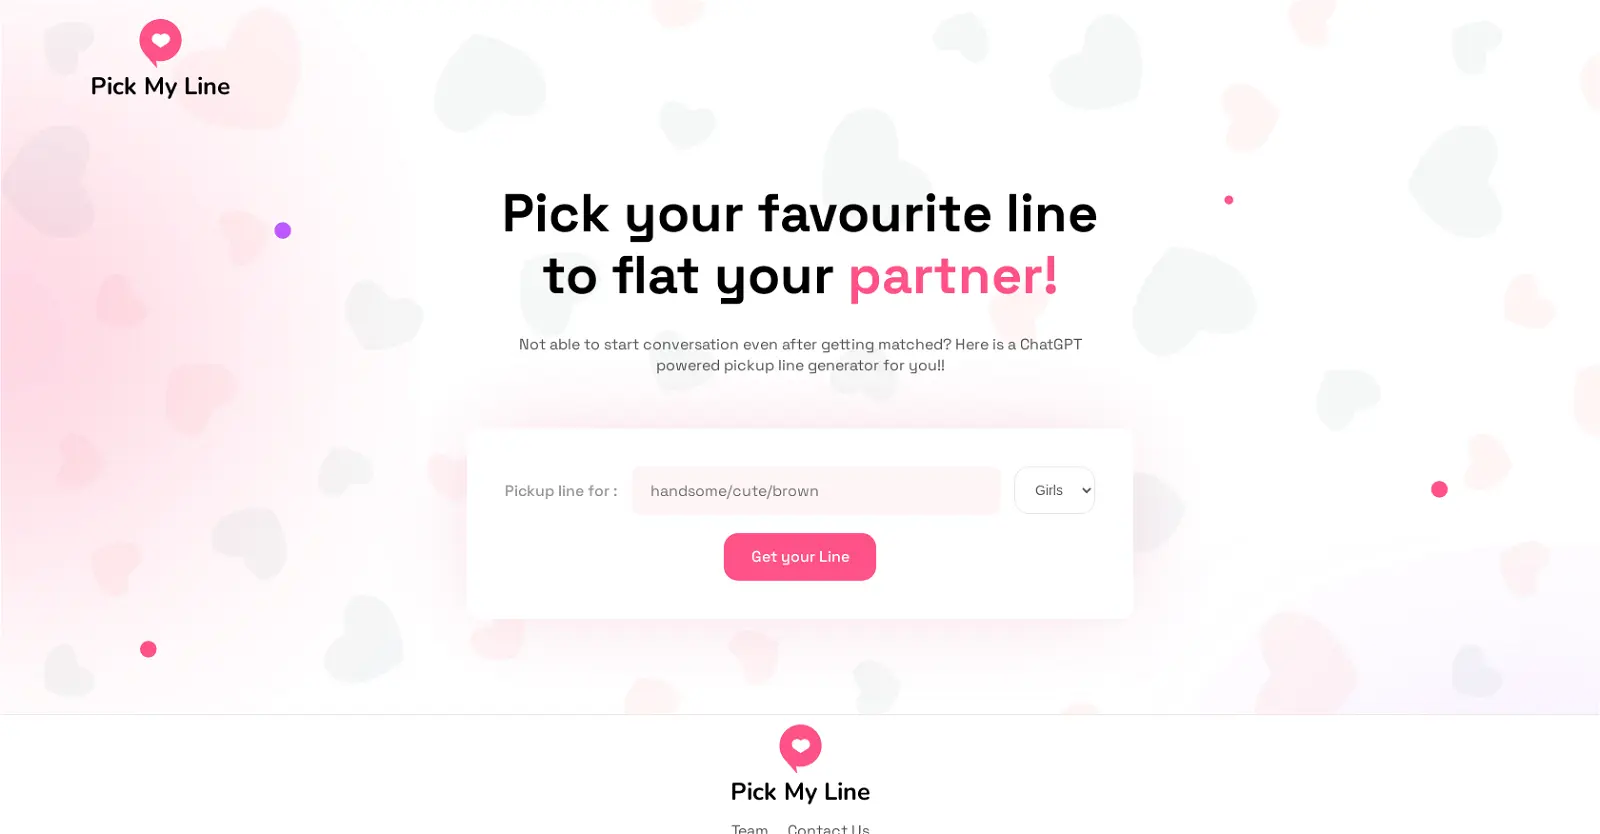 Pick My Line
Pick your favourite line
to flat your partner!
Not able to start conversation even after getting matched? Here is a ChatGPT
powered pickup line generator for you!!
Pickup line for : handsome/cute/brown Girls
Get your Line
Pick My Line
Team Contact Us